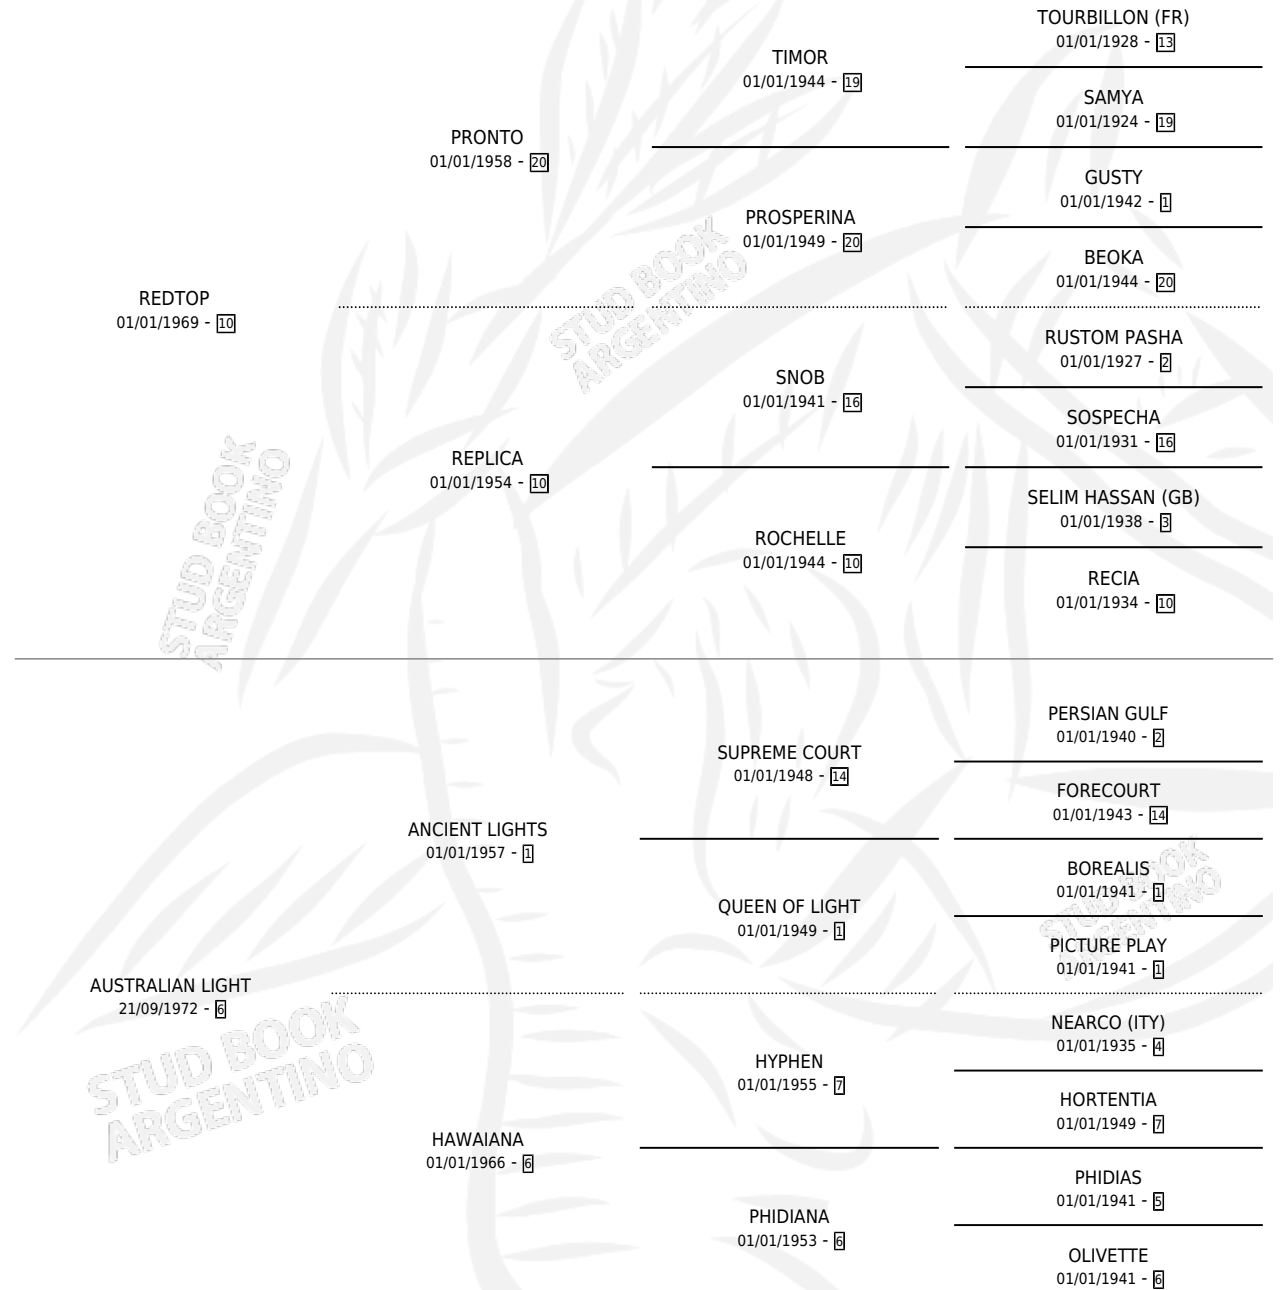 TOURBILLON (FR)
01/01/1928 - 13
TIMOR
01/01/1944 - 19
SAMYA
01/01/1924 - 19
PRONTO
01/01/1958 - 20
GUSTY
01/01/1942 - 1
PROSPERINA
01/01/1949 - 20
BEOKA
01/01/1944 - 20
REDTOP
01/01/1969 - 10
RUSTOM PASHA
01/01/1927 - 2
SNOB
01/01/1941 - 16
SOSPECHA
01/01/1931 - 16
REPLICA
01/01/1954 - 10
SELIM HASSAN (GB)
01/01/1938 - 3
ROCHELLE
01/01/1944 - 10
RECIA
01/01/1934 - 10
PERSIAN GULF
01/01/1940 - 2
SUPREME COURT
01/01/1948 - 14
FORECOURT
01/01/1943 - 14
ANCIENT LIGHTS
01/01/1957 - 1
BOREALIS
01/01/1941 - 1
QUEEN OF LIGHT
01/01/1949 - 1
PICTURE PLAY
01/01/1941 - 1
AUSTRALIAN LIGHT
21/09/1972 - 6
NEARCO (ITY)
01/01/1935 - 4
HYPHEN
01/01/1955 - 7
HORTENTIA
01/01/1949 - 7
HAWAIANA
01/01/1966 - 6
PHIDIAS
01/01/1941 - 5
PHIDIANA
01/01/1953 - 6
OLIVETTE
01/01/1941 - 6
STUD BOOK
ARGENTINO
STUD BOOK
ARGENTINO
STUD BOOK
ARGENTINO
STUD BOOK
ARGENTINO